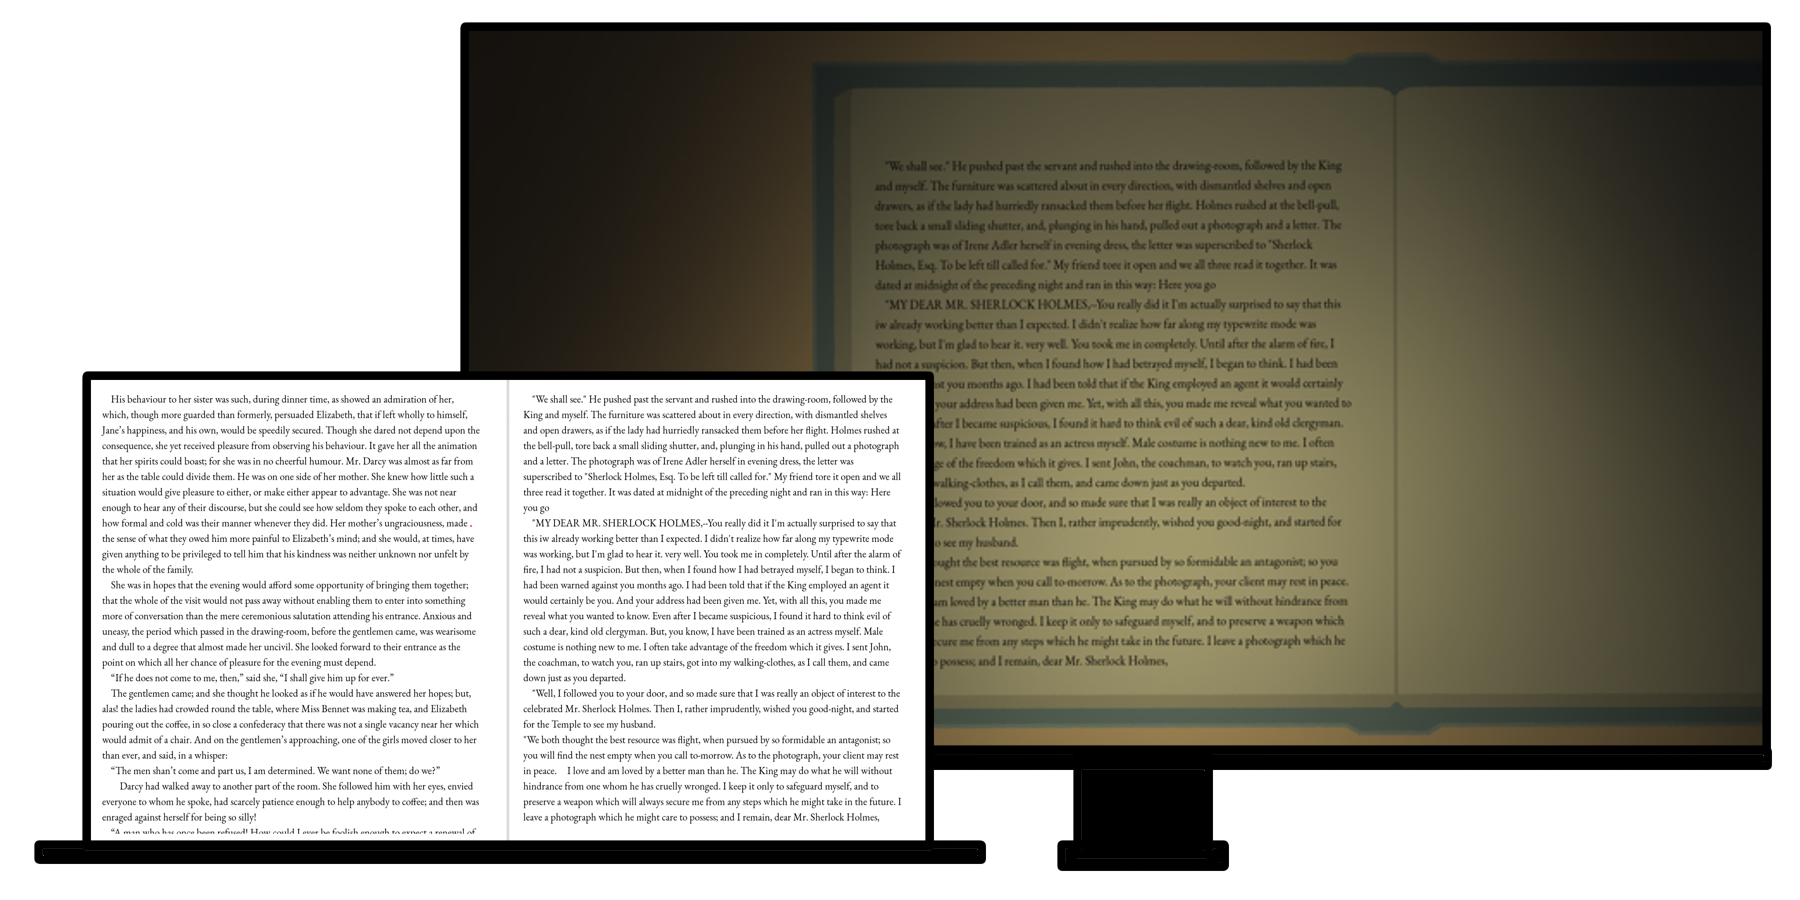 His behaviour to her sister was such, during dinner time, as showed an admiration of her,
which, though more guarded than formerly, persuaded Elizabeth, that if left wholly to himself,
Jane’s happiness, and his own, would be speedily secured. Though she dared not depend upon the
consequence, she yet received pleasure from observing his behaviour. It gave her all the animation
that her spirits could boast; for she was in no cheerful humour. Mr. Darcy was almost as far from
her as the table could divide them. He was on one side of her mother. She knew how little such a
situation would give pleasure to either, or make either appear to advantage. She was not near
enough to hear any of their discourse, but she could see how seldom they spoke to each other, and
how formal and cold was their manner whenever they did. Her mother’s ungraciousness, made .
the sense of what they owed him more painful to Elizabeth’s mind; and she would, at times, have
given anything to be privileged to tell him that his kindness was neither unknown nor unfelt by
the whole of the family.
She was in hopes that the evening would afford some opportunity of bringing them together;
that the whole of the visit would not pass away without enabling them to enter into something
more of conversation than the mere ceremonious salutation attending his entrance. Anxious and
uneasy, the period which passed in the drawing-room, before the gentlemen came, was wearisome
and dull to a degree that almost made her uncivil. She looked forward to their entrance as the
point on which all her chance of pleasure for the evening must depend.
“If he does not come to me, then,” said she, “I shall give him up for ever.”
The gentlemen came; and she thought he looked as if he would have answered her hopes; but,
alas! the ladies had crowded round the table, where Miss Bennet was making tea, and Elizabeth
pouring out the coffee, in so close a confederacy that there was not a single vacancy near her which
would admit of a chair. And on the gentlemen’s approaching, one of the girls moved closer to her
than ever, and said, in a whisper:
“The men shan’t come and part us, I am determined. We want none of them; do we?”
Darcy had walked away to another part of the room. She followed him with her eyes, envied
everyone to whom he spoke, had scarcely patience enough to help anybody to coffee; and then was
enraged against herself for being so silly!
“A man who has once been refused! How could I ever be foolish enough to expect a renewal of
"We shall see." He pushed past the servant and rushed into the drawing-room, followed by the
King and myself. The furniture was scattered about in every direction, with dismantled shelves
and open drawers, as if the lady had hurriedly ransacked them before her flight. Holmes rushed at
the bell-pull, tore back a small sliding shutter, and, plunging in his hand, pulled out a photograph
and a letter. The photograph was of Irene Adler herself in evening dress, the letter was
superscribed to "Sherlock Holmes, Esq. To be left till called for." My friend tore it open and we all
three read it together. It was dated at midnight of the preceding night and ran in this way: Here
you go
"MY DEAR MR. SHERLOCK HOLMES,--You really did it I'm actually surprised to say that
this iw already working better than I expected. I didn't realize how far along my typewrite mode
was working, but I'm glad to hear it. very well. You took me in completely. Until after the alarm of
fire, I had not a suspicion. But then, when I found how I had betrayed myself, I began to think. I
had been warned against you months ago. I had been told that if the King employed an agent it
would certainly be you. And your address had been given me. Yet, with all this, you made me
reveal what you wanted to know. Even after I became suspicious, I found it hard to think evil of
such a dear, kind old clergyman. But, you know, I have been trained as an actress myself. Male
costume is nothing new to me. I often take advantage of the freedom which it gives. I sent John,
the coachman, to watch you, ran up stairs, got into my walking-clothes, as I call them, and came
down just as you departed.
"Well, I followed you to your door, and so made sure that I was really an object of interest to the
celebrated Mr. Sherlock Holmes. Then I, rather imprudently, wished you good-night, and started
for the Temple to see my husband.
"We both thought the best resource was flight, when pursued by so formidable an antagonist; so
you will find the nest empty when you call to-morrow. As to the photograph, your client may rest
in peace. I love and am loved by a better man than he. The King may do what he will without
hindrance from one whom he has cruelly wronged. I keep it only to safeguard myself, and to
preserve a weapon which will always secure me from any steps which he might take in the future. I
leave a photograph which he might care to possess; and I remain, dear Mr. Sherlock Holmes,
"We shall see." He pushed past the servant and rushed into the drawing-room, followed by the King
and myself. The furniture was scattered about in every direction, with dismantled shelves and open
drawers, as if the lady had hurriedly ransacked them before her flight. Holmes rushed at the bell-pull,
tore back a small sliding shutter, and, plunging in his hand, pulled out a photograph and a letter. The
photograph was of Irene Adler herself in evening dress, the letter was superscribed to "Sherlock
Holmes, Esq. To be left till called for." My friend tore it open and we all three read it together. It was
dated at midnight of the preceding night and ran in this way: Here you go
"MY DEAR MR. SHERLOCK HOLMES,--You really did it I'm actually surprised to say that this
iw already working better than I expected. I didn't realize how far along my typewrite mode was
working, but I'm glad to hear it. very well. You took me in completely. Until after the alarm of fire, I
had not a suspicion. But then, when I found how I had betrayed myself, I began to think. I had been
you months ago. I had been told that if the King employed an agent it would certainly
your address had been given me. Yet, with all this, you made me reveal what you wanted to
after I became suspicious, I found it hard to think evil of such a dear, kind old clergyman.
I have been trained as an actress myself. Male costume is nothing new to me. I often
of the freedom which it gives. I sent John, the coachman, to watch you, ran up stairs,
walking-clothes, as I call them, and came down just as you departed.
you to your door, and so made sure that I was really an object of interest to the
Sherlock Holmes. Then I, rather imprudently, wished you good-night, and started for
to see my husband.
the best resource was flight, when pursued by so formidable an antagonist; so you
nest empty when you call to-morrow. As to the photograph, your client may rest in peace.
am loved by a better man than he. The King may do what he will without hindrance from
has cruelly wronged. I keep it only to safeguard myself, and to preserve a weapon which
me from any steps which he might take in the future. I leave a photograph which he
possess; and I remain, dear Mr. Sherlock Holmes,